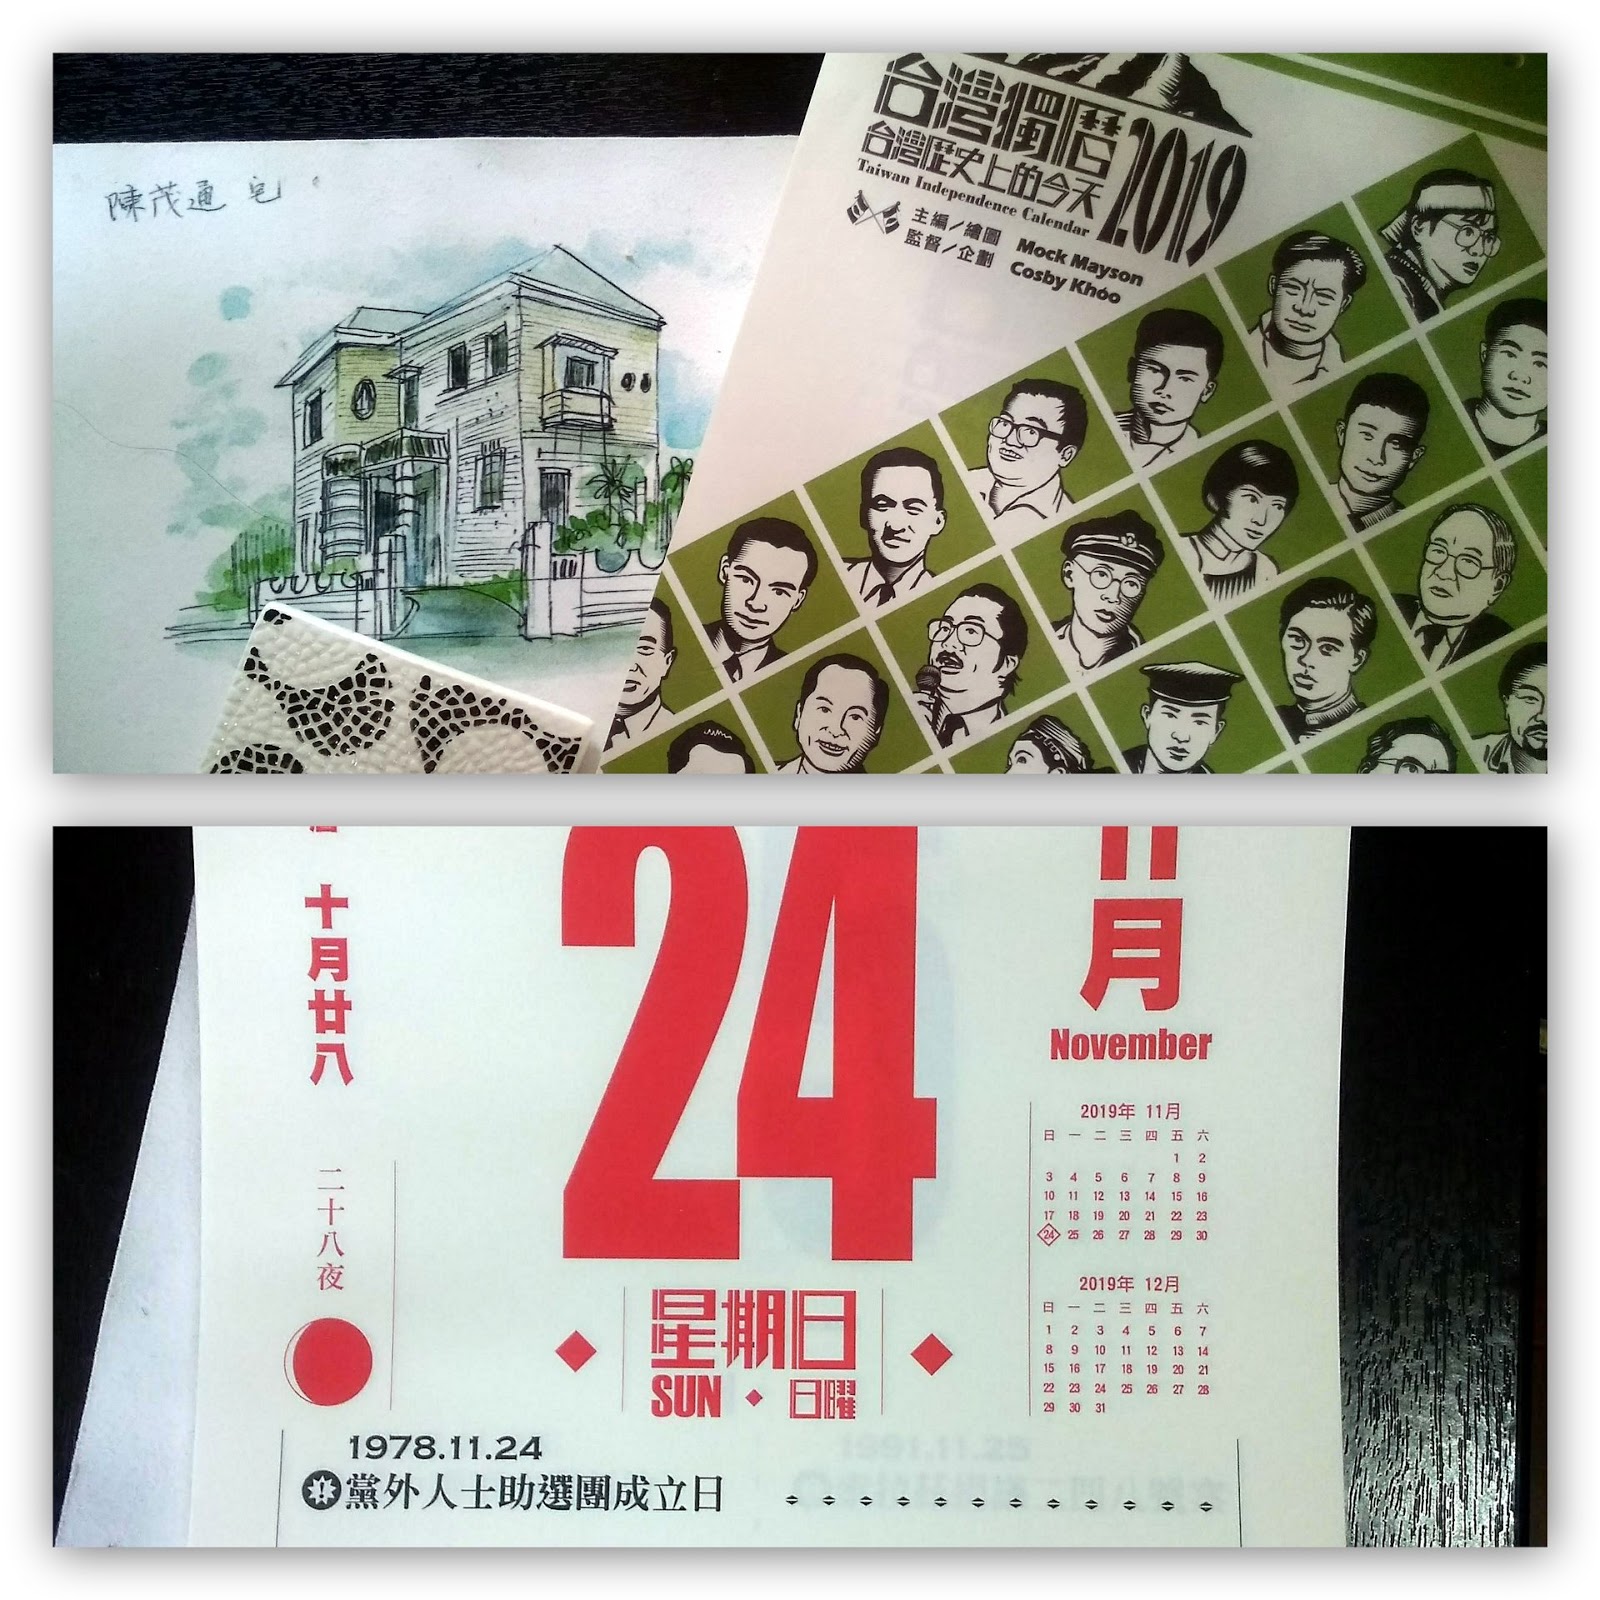 陳茂通 宅
台灣獨曆
台灣歷史上的今天
2019
Taiwan Independence Calendar
主編／繪圖 Mock Mayson
監督／企劃 Cosby Khóo
十月廿八
二十八夜
24
月
November
2019年 11月
日 一 二 三 四 五 六
1 2
3 4 5 6 7 8 9
10 11 12 13 14 15 16
17 18 19 20 21 22 23
24 25 26 27 28 29 30
2019年 12月
日 一 二 三 四 五 六
1 2 3 4 5 6 7
8 9 10 11 12 13 14
15 16 17 18 19 20 21
22 23 24 25 26 27 28
29 30 31
星期日
SUN ◆ 日曜
1978.11.24
黨外人士助選團成立日
1991.11.25